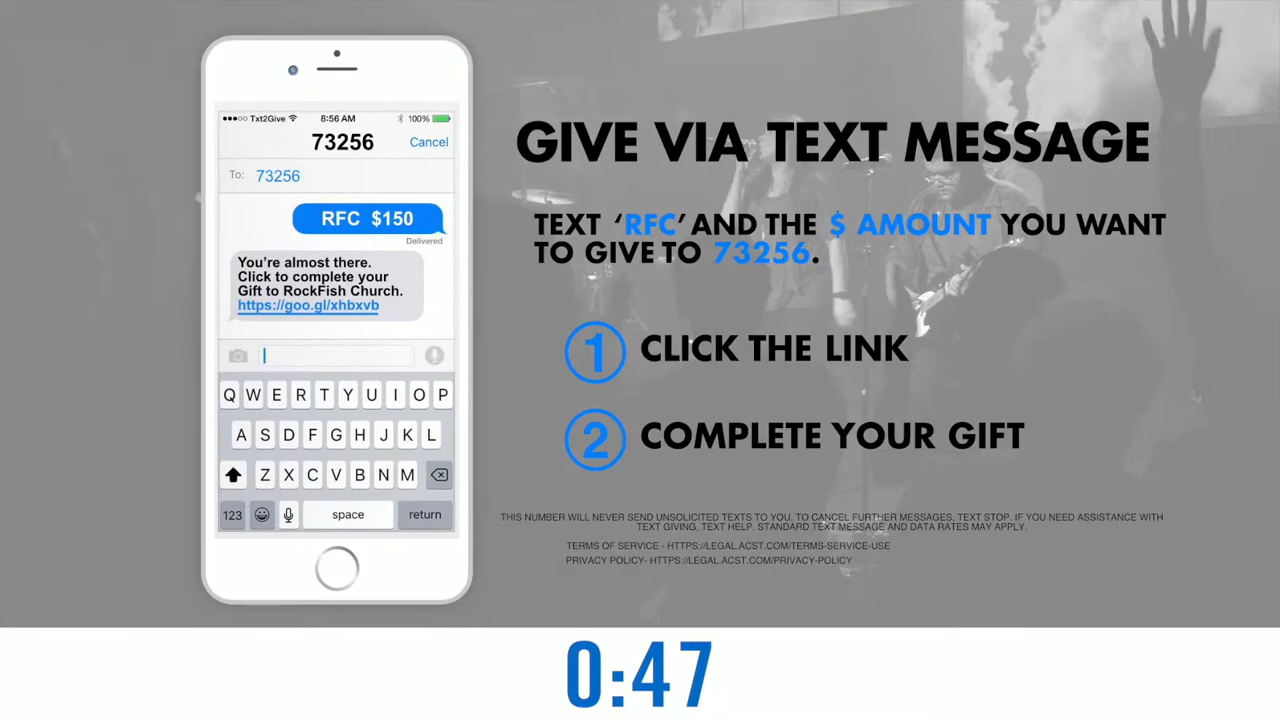 ●●●○○ Txt2Give 8:56 AM 100%
73256 Cancel
To: 73256
RFC $150
Delivered
You're almost there.
Click to complete your
Gift to RockFish Church.
https://goo.gl/xhbxvb
Q W E R T Y U I O P
A S D F G H J K L
Z X C V B N M
123 space return
GIVE VIA TEXT MESSAGE
TEXT ‘RFC’ AND THE $ AMOUNT YOU WANT
TO GIVE TO 73256.
1 CLICK THE LINK
2 COMPLETE YOUR GIFT
THIS NUMBER WILL NEVER SEND UNSOLICITED TEXTS TO YOU. TO CANCEL FURTHER MESSAGES, TEXT STOP. IF YOU NEED ASSISTANCE WITH
TEXT GIVING, TEXT HELP. STANDARD TEXT MESSAGE AND DATA RATES MAY APPLY.
TERMS OF SERVICE - HTTPS://LEGAL.ACST.COM/TERMS-SERVICE-USE
PRIVACY POLICY- HTTPS://LEGAL.ACST.COM/PRIVACY-POLICY
0:47